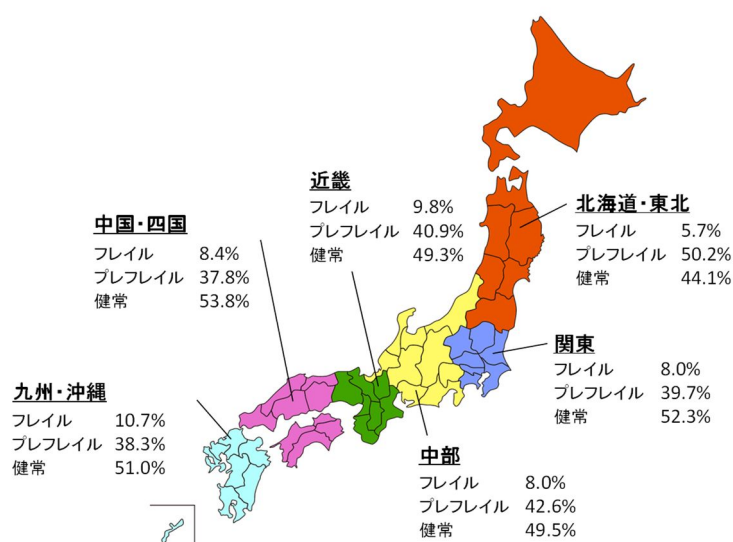 近畿
フレイル 9.8%
プレフレイル 40.9%
健常 49.3%
北海道・東北
フレイル 5.7%
プレフレイル 50.2%
健常 44.1%
中国・四国
フレイル 8.4%
プレフレイル 37.8%
健常 53.8%
関東
フレイル 8.0%
プレフレイル 39.7%
健常 52.3%
九州・沖縄
フレイル 10.7%
プレフレイル 38.3%
健常 51.0%
中部
フレイル 8.0%
プレフレイル 42.6%
健常 49.5%